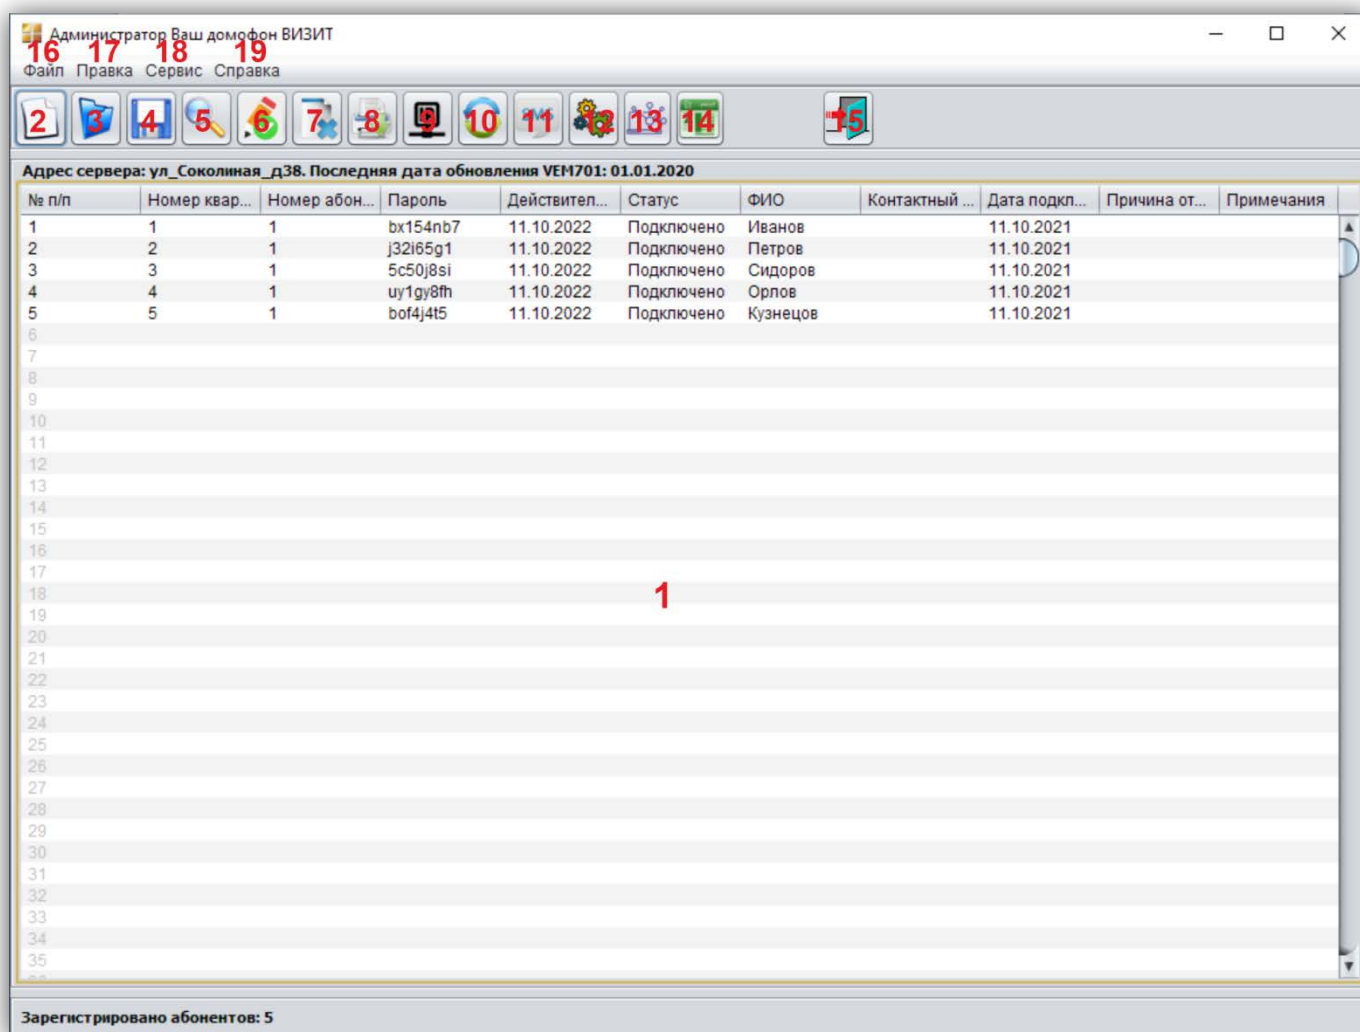 Администратор Ваш домофон ВИЗИТ
16 17 18 19
Файл Правка Сервис Справка
2 3 4 5 6 7 8 9 10 11 12 13 14 15
Адрес сервера: ул_Соколиная_д38. Последняя дата обновления VEM701: 01.01.2020
№ п/п Номер квар... Номер абон... Пароль Действител... Статус ФИО Контактный ... Дата подкл... Причина от... Примечания
1 1 1 bx154nb7 11.10.2022 Подключено Иванов 11.10.2021
2 2 1 j32i65g1 11.10.2022 Подключено Петров 11.10.2021
3 3 1 5c50j8si 11.10.2022 Подключено Сидоров 11.10.2021
4 4 1 uy1gy8fh 11.10.2022 Подключено Орлов 11.10.2021
5 5 1 bof4j4t5 11.10.2022 Подключено Кузнецов 11.10.2021
6
7
8
9
10
11
12
13
14
15
16
17
18 1
19
20
21
22
23
24
25
26
27
28
29
30
31
32
33
34
35
Зарегистрировано абонентов: 5